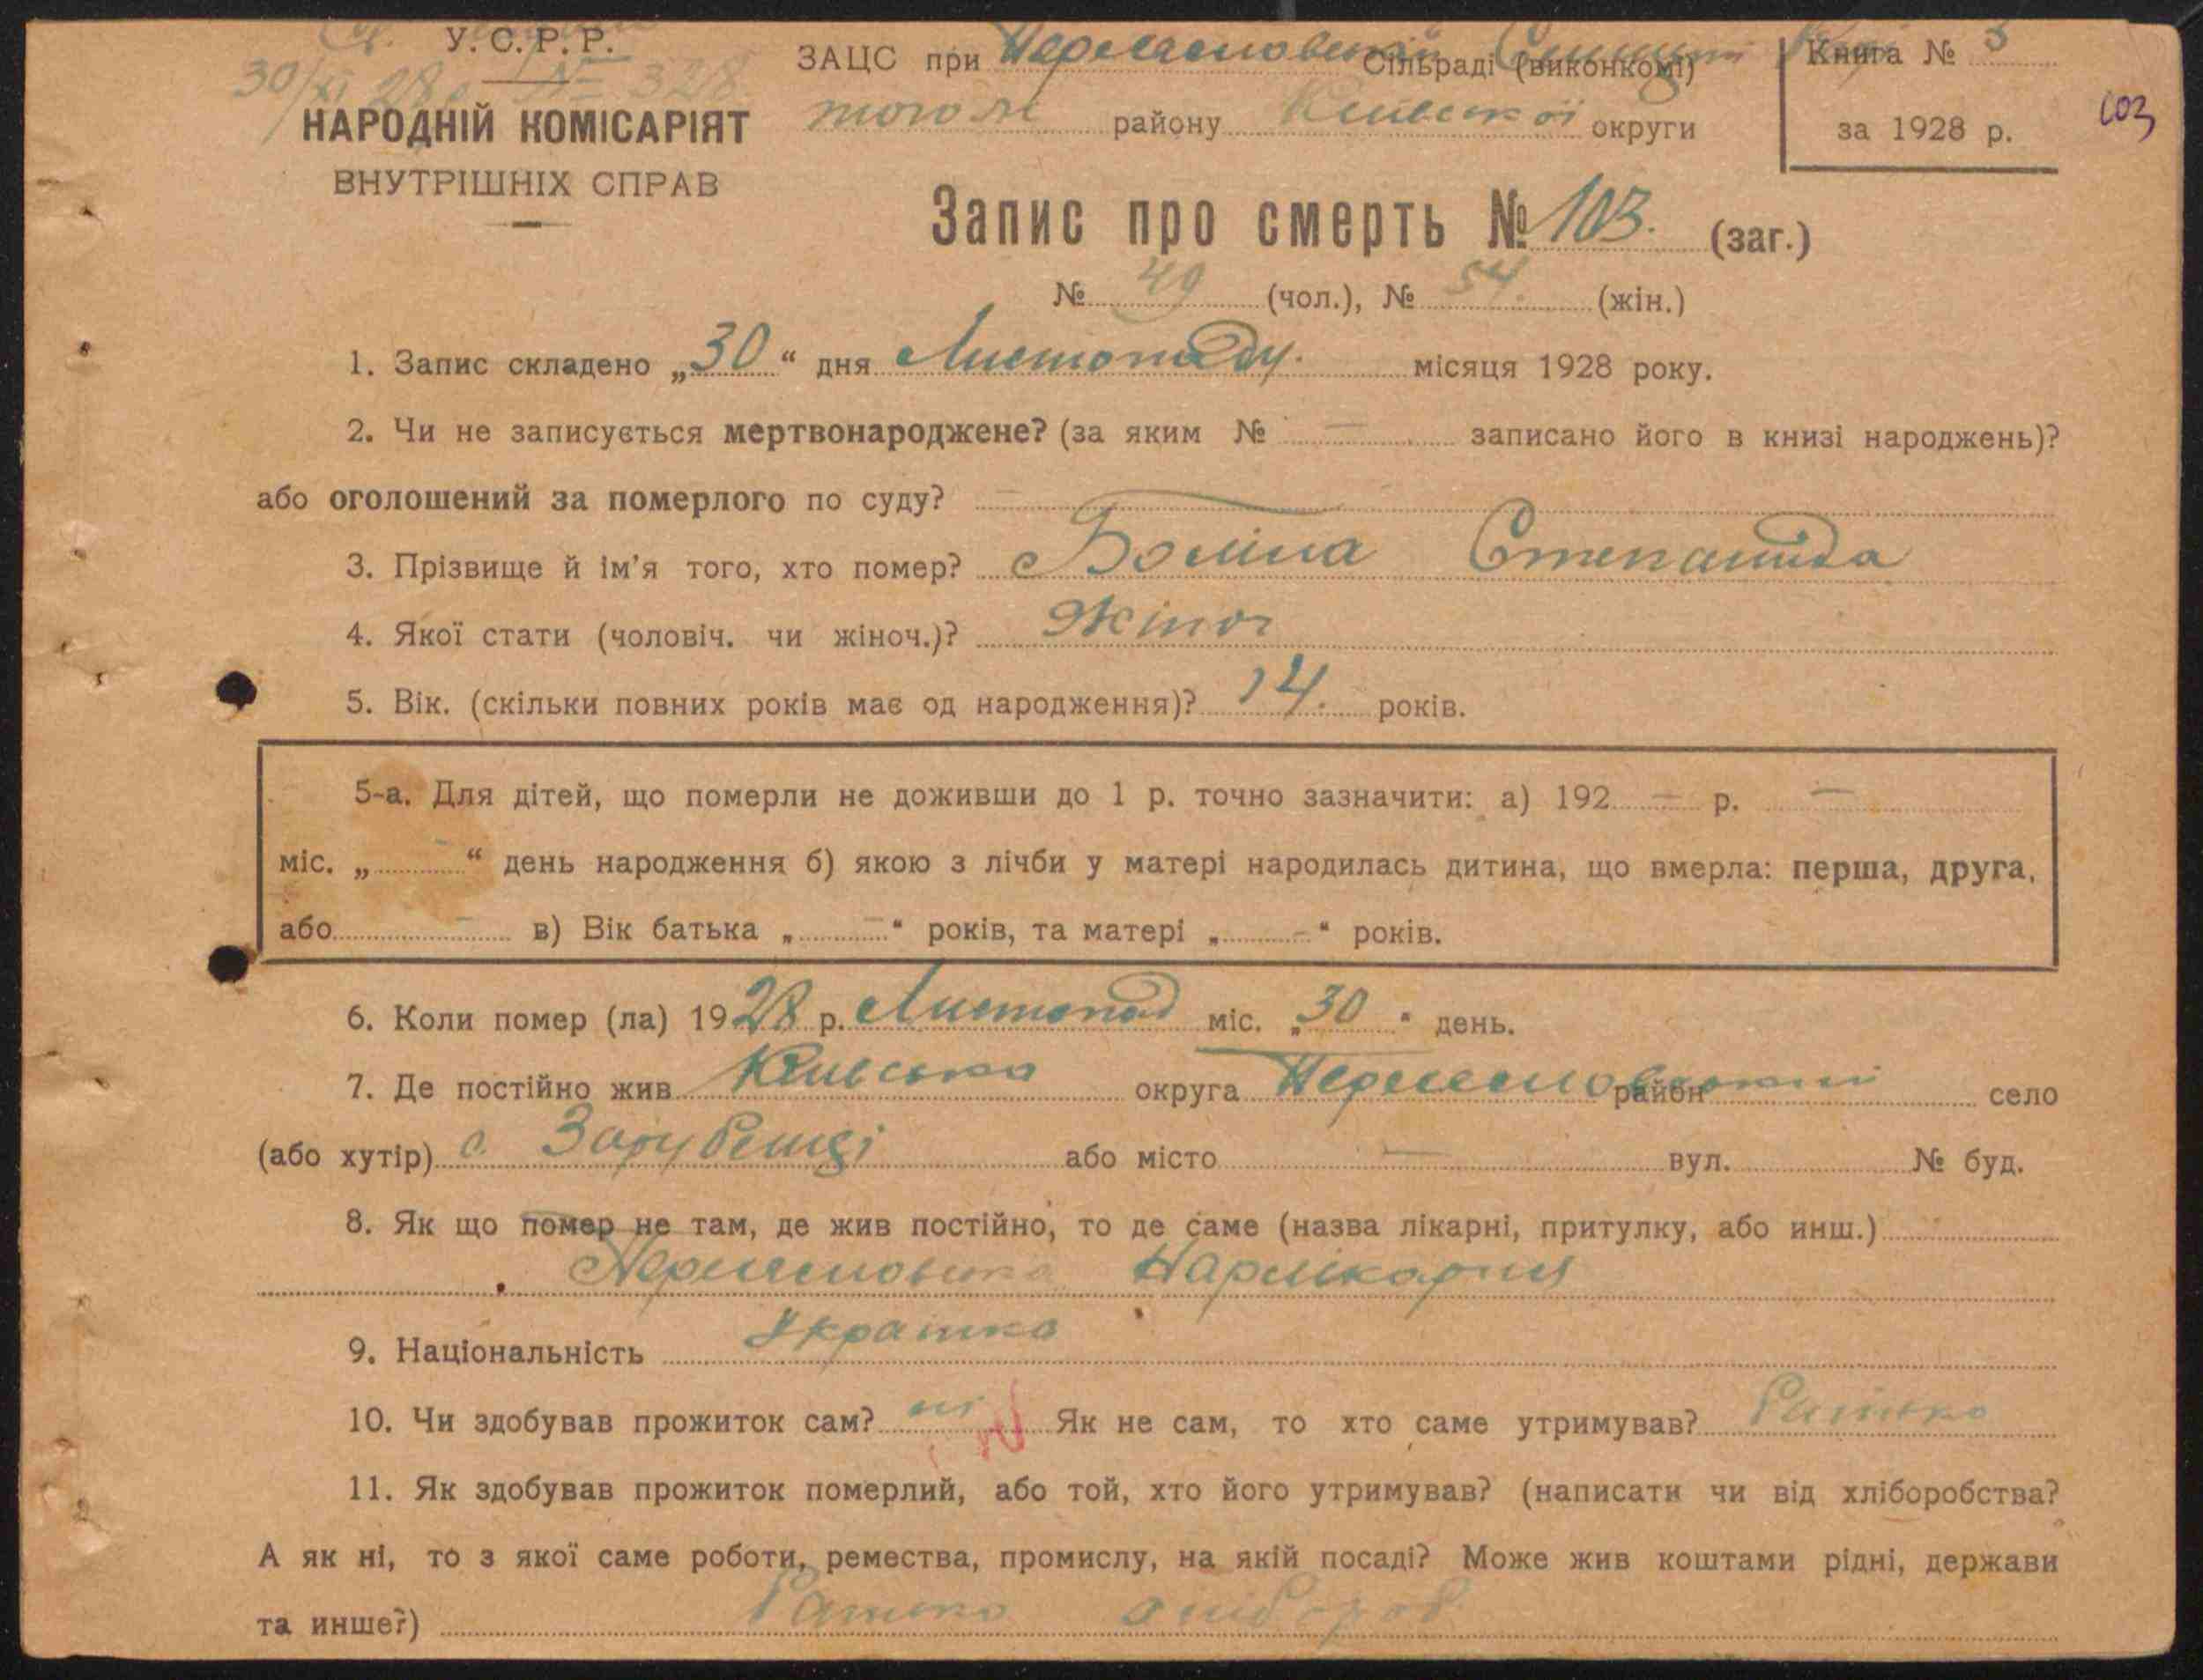 У. С. Р. Р.
30/XI 28 р. № 328
НАРОДНІЙ КОМІСАРІЯТ
ВНУТРІШНІХ СПРАВ
ЗАЦС при Сільраді (виконкомі)
того ж району Київської округи
Книга № 3
за 1928 р.
103
Запис про смерть № 103. (заг.)
№ 49 (чол.), № 54. (жін.)
1. Запис складено „30“ дня Листопаду. місяця 1928 року.
2. Чи не записується мертвонароджене? (за яким № — записано його в книзі народжень)?
або оголошений за померлого по суду? —
3. Прізвище й ім’я того, хто помер? Степанида
4. Якої стати (чоловіч. чи жіноч.)? Жіноч
5. Вік. (скільки повних років має од народження)? 14. років.
5-а. Для дітей, що померли не доживши до 1 р. точно зазначити: а) 192 — р. —
міс. „ — “ день народження б) якою з лічби у матері народилась дитина, що вмерла: перша, друга,
або — в) Вік батька „ — “ років, та матері „ — “ років.
6. Коли помер (ла) 1928 р. Листопад міс. „30“ день.
7. Де постійно жив Київська округа район село
(або хутір) с. Зарубенці або місто — вул. № буд.
8. Як що помер не там, де жив постійно, то де саме (назва лікарні, притулку, або инш.)
9. Національність Українка
10. Чи здобував прожиток сам? ні Як не сам, то хто саме утримував? Батько
11. Як здобував прожиток померлий, або той, хто його утримував? (написати чи від хліборобства?
А як ні, то з якої саме роботи, ремества, промислу, на якій посаді? Може жив коштами рідні, держави
та инше?) Батько хлібороб